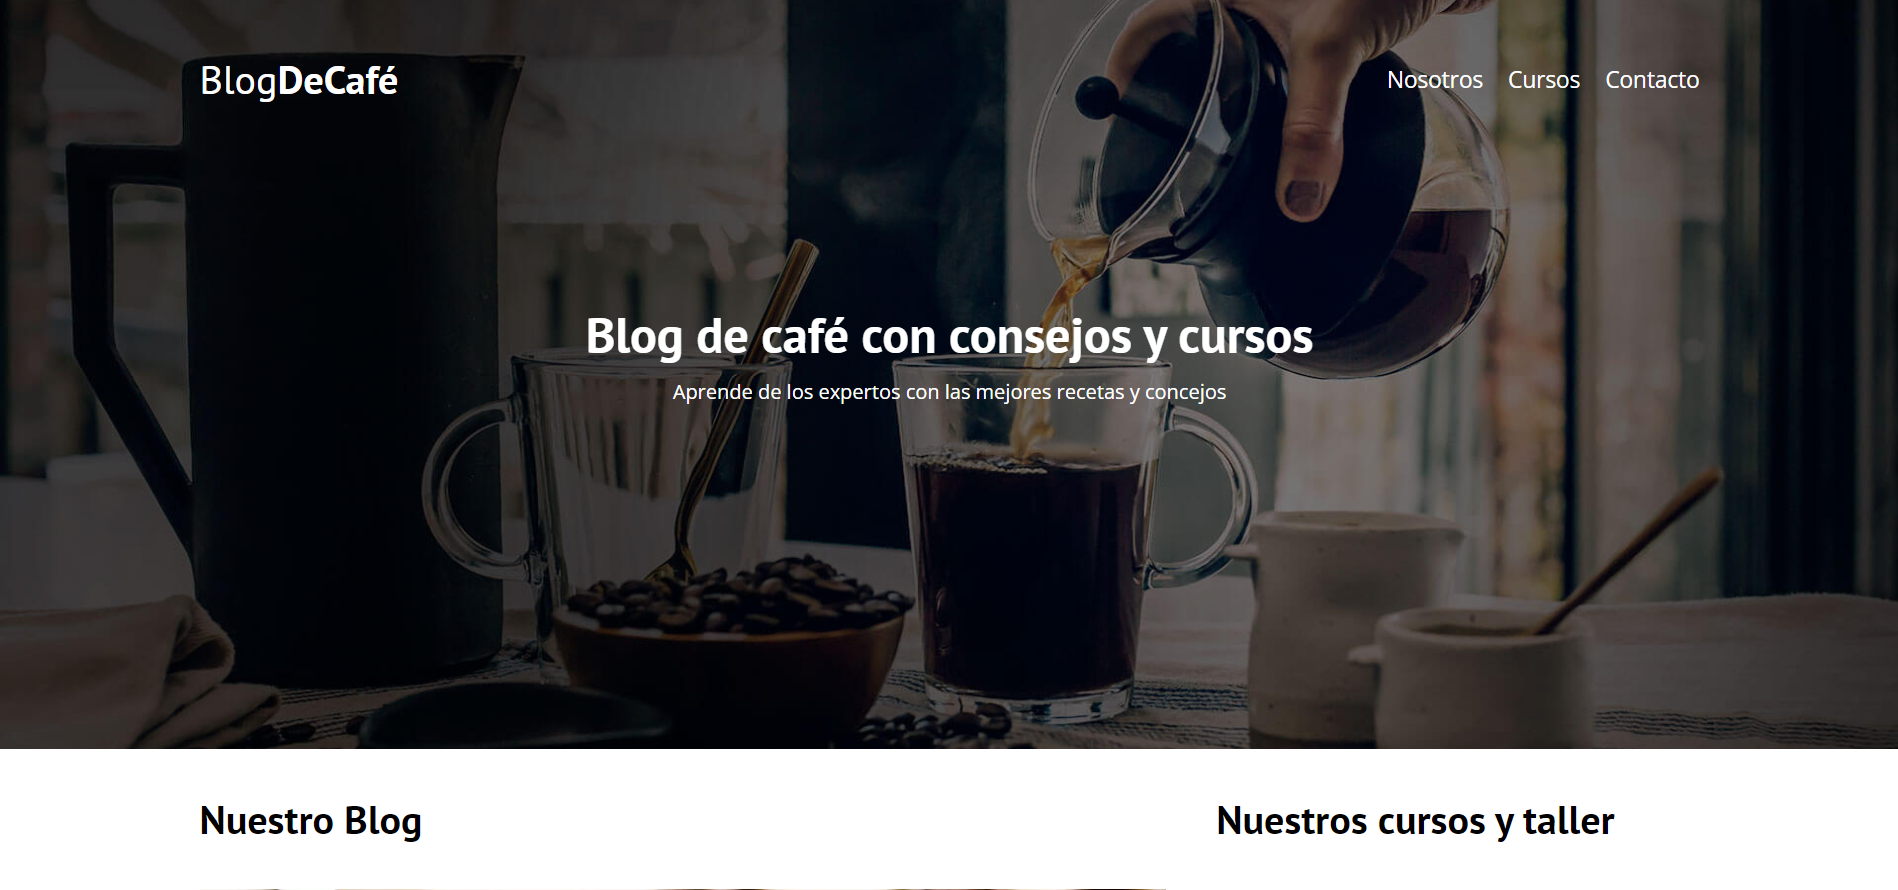 BlogDeCafé
Nosotros Cursos Contacto
Blog de café con consejos y cursos
Aprende de los expertos con las mejores recetas y concejos
Nuestro Blog
Nuestros cursos y taller